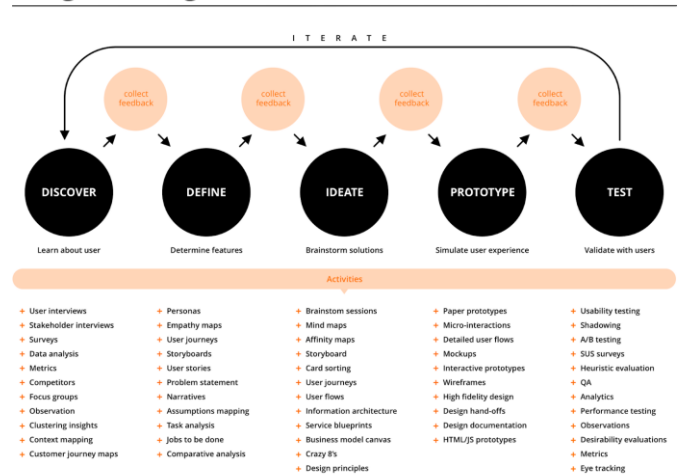 I T E R A T E
collect
feedback
collect
feedback
collect
feedback
collect
feedback
DISCOVER
DEFINE
IDEATE
PROTOTYPE
TEST
Learn about user
Determine features
Brainstorm solutions
Simulate user experience
Validate with users
Activities
+ User interviews
+ Stakeholder interviews
+ Surveys
+ Data analysis
+ Metrics
+ Competitors
+ Focus groups
+ Observation
+ Clustering insights
+ Context mapping
+ Customer journey maps
+ Personas
+ Empathy maps
+ User journeys
+ Storyboards
+ User stories
+ Problem statement
+ Narratives
+ Assumptions mapping
+ Task analysis
+ Jobs to be done
+ Comparative analysis
+ Brainstom sessions
+ Mind maps
+ Affinity maps
+ Storyboard
+ Card sorting
+ User journeys
+ User flows
+ Information architecture
+ Service blueprints
+ Business model canvas
+ Crazy 8's
+ Design principles
+ Paper prototypes
+ Micro-interactions
+ Detailed user flows
+ Mockups
+ Interactive prototypes
+ Wireframes
+ High fidelity design
+ Design hand-offs
+ Design documentation
+ HTML/JS prototypes
+ Usability testing
+ Shadowing
+ A/B testing
+ SUS surveys
+ Heuristic evaluation
+ QA
+ Analytics
+ Performance testing
+ Observations
+ Desirability evaluations
+ Metrics
+ Eye tracking